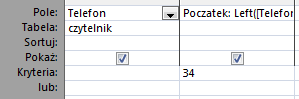 Pole: Telefon Początek: Left([Telefon
Tabela: czytelnik
Sortuj:
Pokaż:
Kryteria: 34
lub: